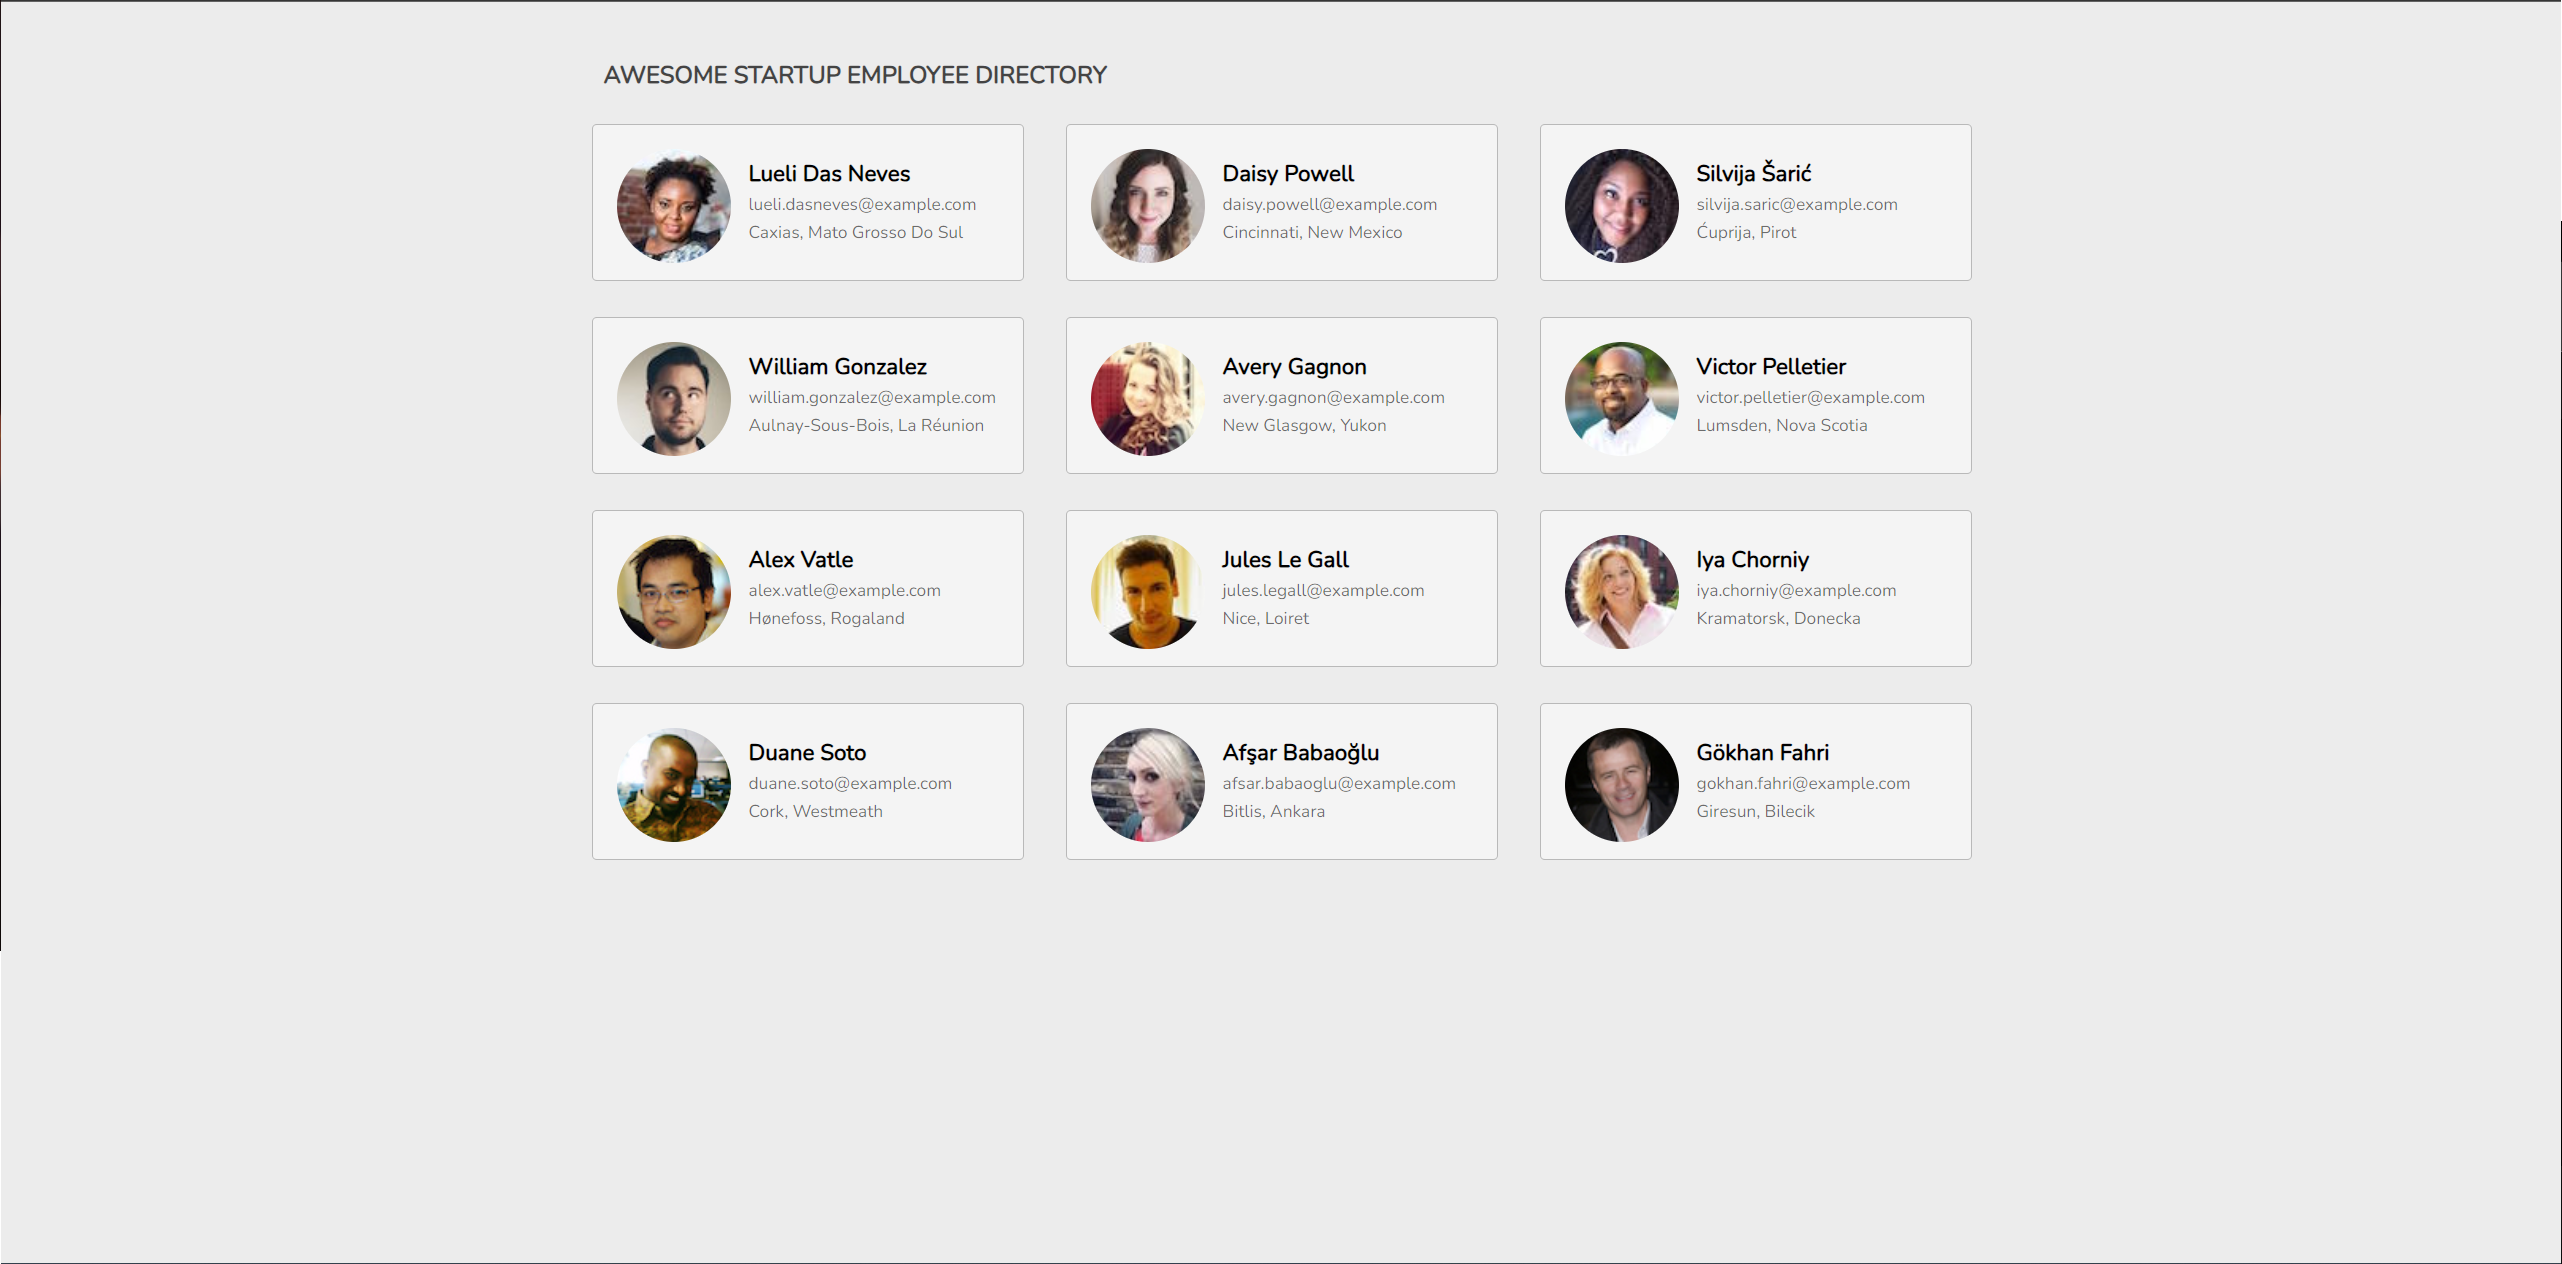 AWESOME STARTUP EMPLOYEE DIRECTORY
Lueli Das Neves
lueli.dasneves@example.com
Caxias, Mato Grosso Do Sul
Daisy Powell
daisy.powell@example.com
Cincinnati, New Mexico
Silvija Šarić
silvija.saric@example.com
Ćuprija, Pirot
William Gonzalez
william.gonzalez@example.com
Aulnay-Sous-Bois, La Réunion
Avery Gagnon
avery.gagnon@example.com
New Glasgow, Yukon
Victor Pelletier
victor.pelletier@example.com
Lumsden, Nova Scotia
Alex Vatle
alex.vatle@example.com
Hønefoss, Rogaland
Jules Le Gall
jules.legall@example.com
Nice, Loiret
Iya Chorniy
iya.chorniy@example.com
Kramatorsk, Donecka
Duane Soto
duane.soto@example.com
Cork, Westmeath
Afşar Babaoğlu
afsar.babaoglu@example.com
Bitlis, Ankara
Gökhan Fahri
gokhan.fahri@example.com
Giresun, Bilecik